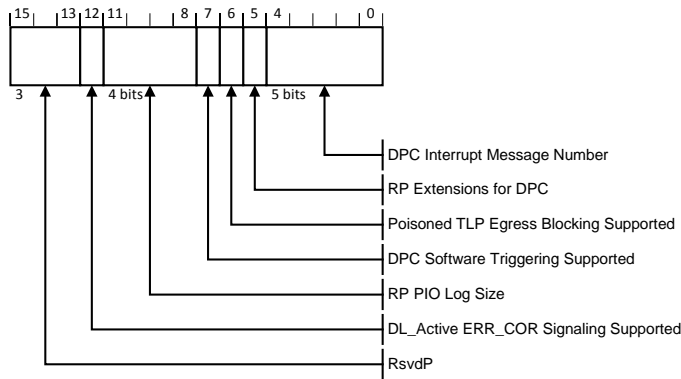 15 13 12 11 8 7 6 5 4 0
3 4 bits 5 bits
DPC Interrupt Message Number
RP Extensions for DPC
Poisoned TLP Egress Blocking Supported
DPC Software Triggering Supported
RP PIO Log Size
DL_Active ERR_COR Signaling Supported
RsvdP